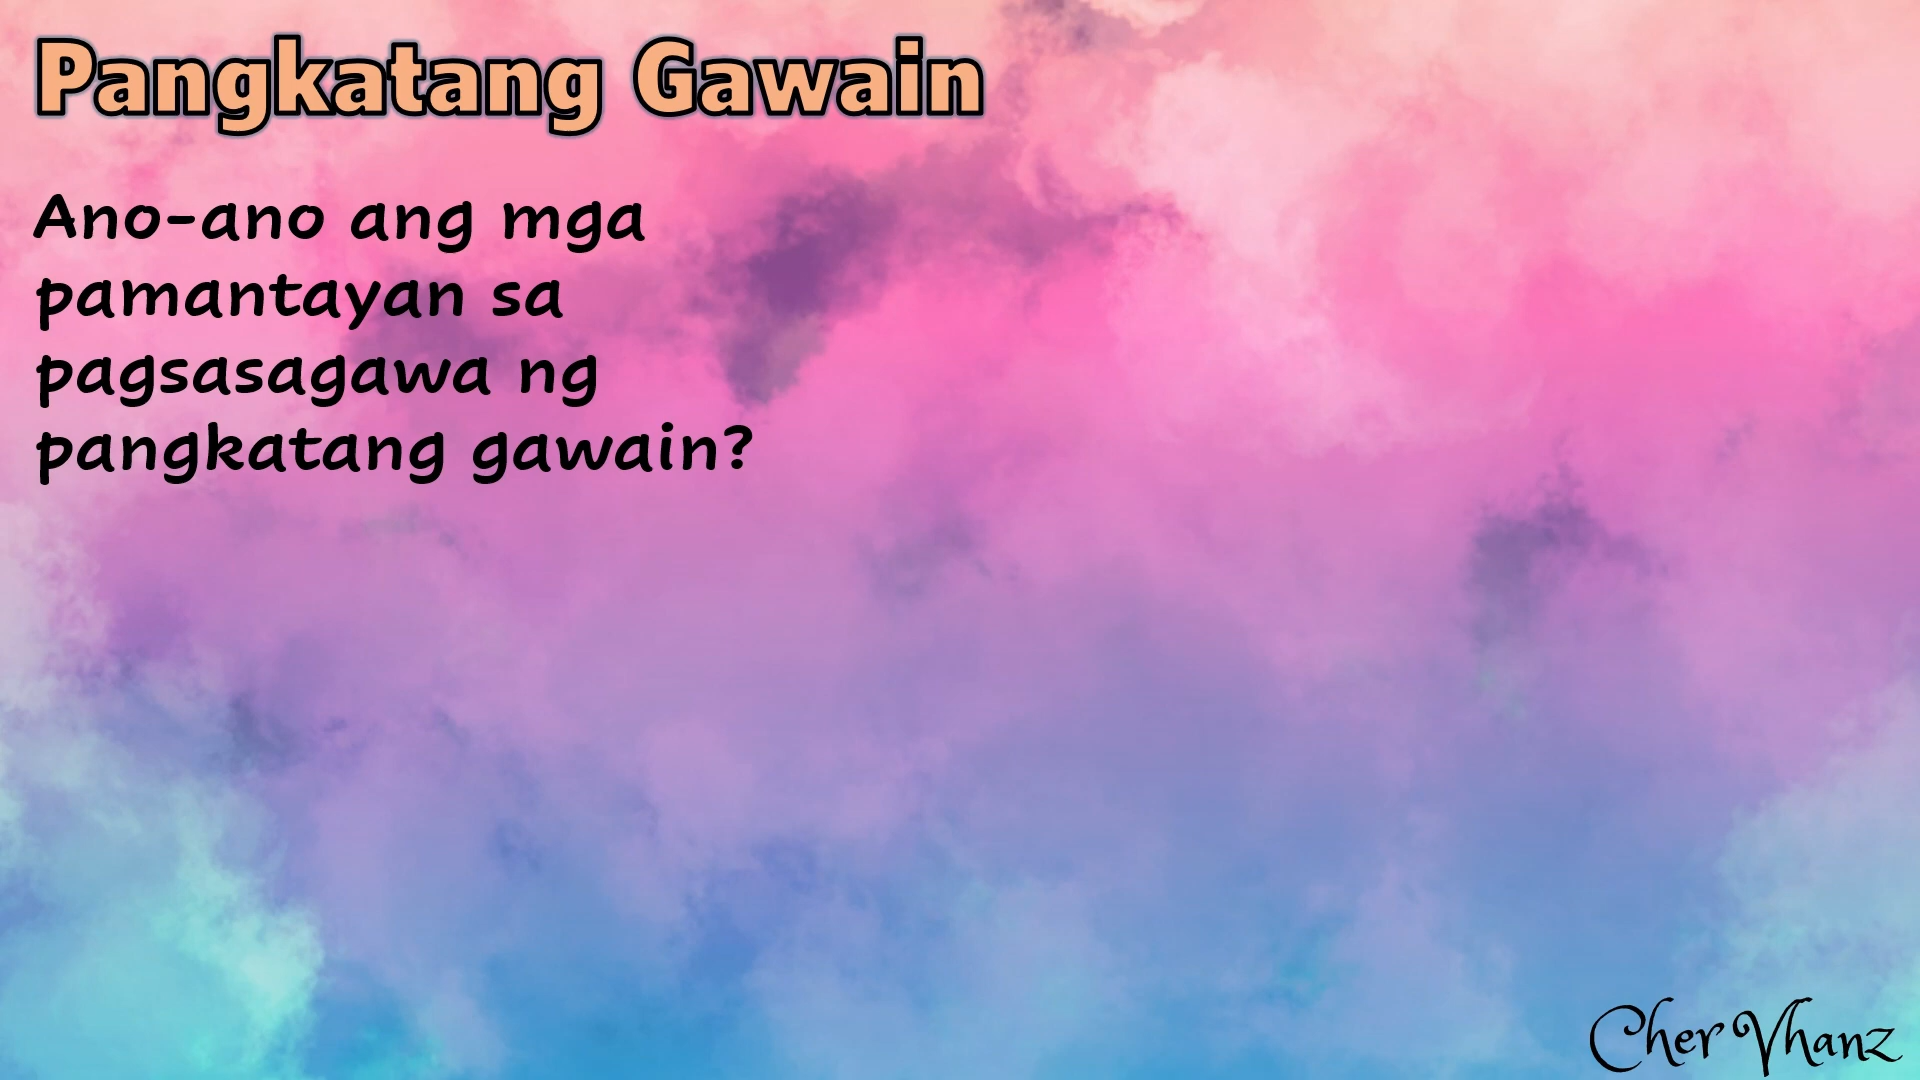 Pangkatang Gawain
Ano-ano ang mga
pamantayan sa
pagsasagawa ng
pangkatang gawain?
Cher Vhanz